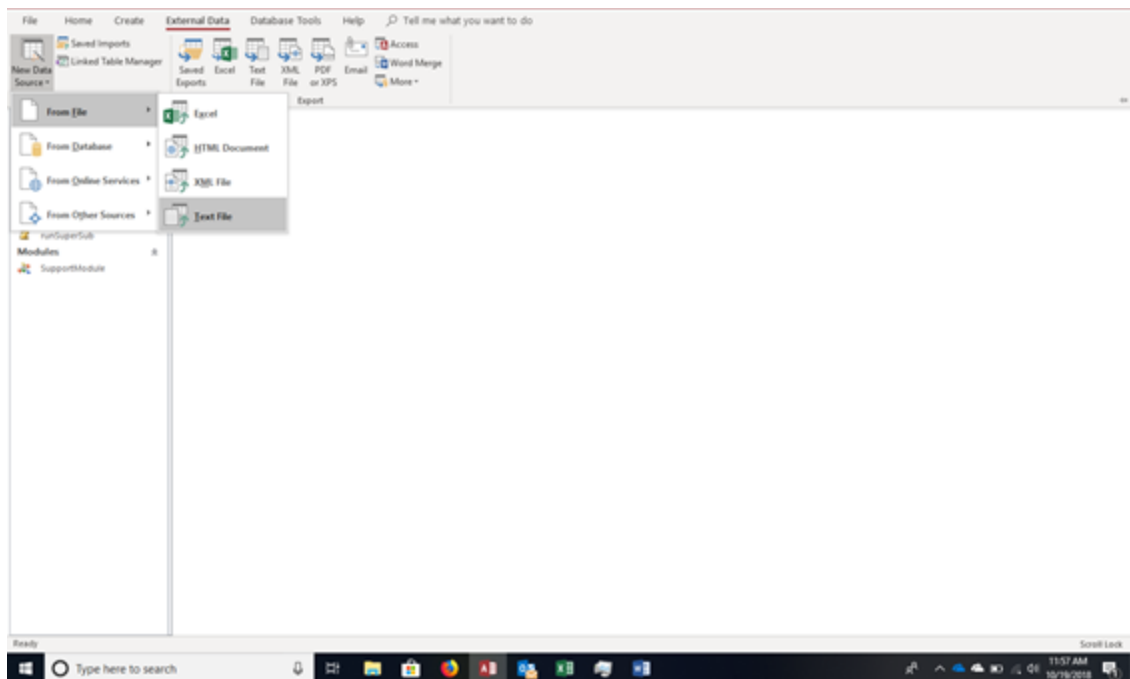 File Home Create External Data Database Tools Help Tell me what you want to do
Saved Imports
Linked Table Manager
New Data Source
Saved Exports
Excel
Text File
XML File
PDF or XPS
Email
Access
Word Merge
More
Export
From File
From Database
From Online Services
From Other Sources
Excel
HTML Document
XML File
Text File
runSuperSub
Modules
SupportModule
Ready
Scroll Lock
Type here to search
11:57 AM
10/19/2018